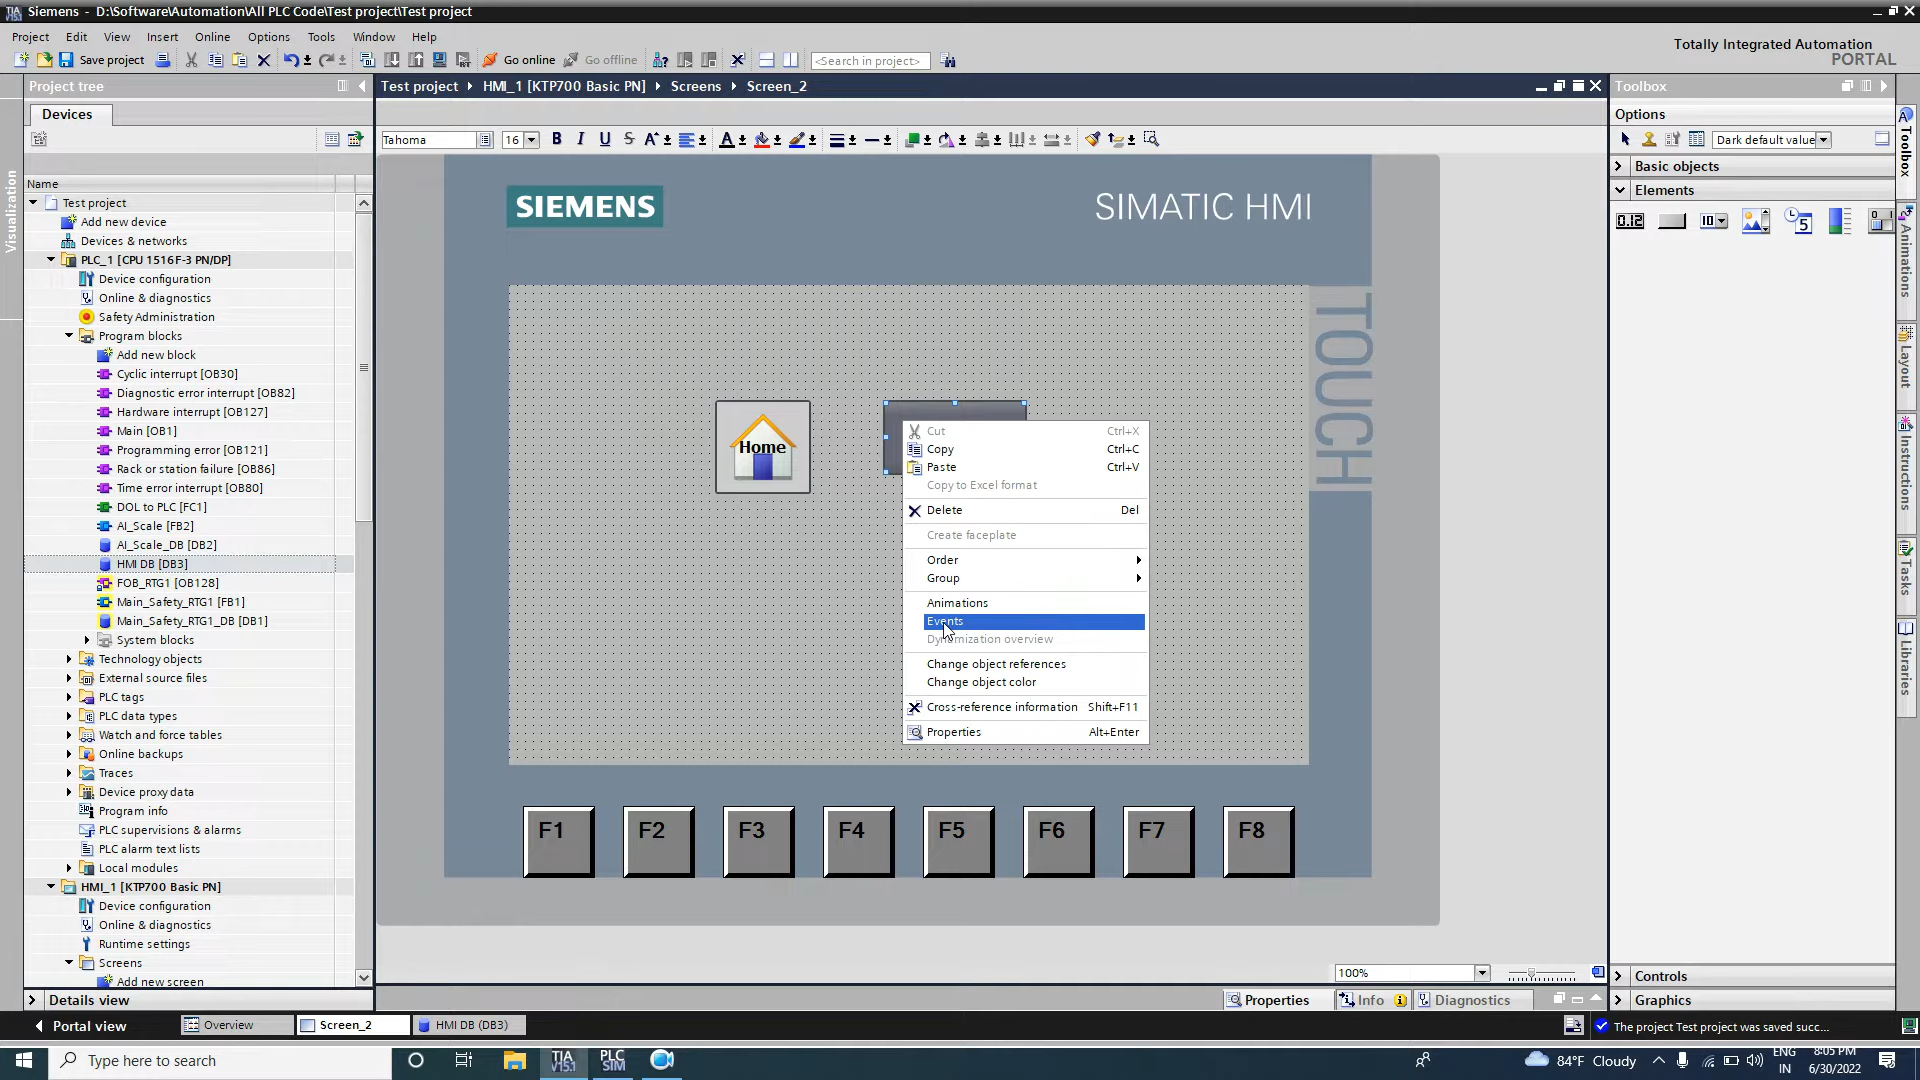 Siemens - D:\Software\Automation\All PLC Code\Test project\Test project
Project Edit View Insert Online Options Tools Window Help
Totally Integrated Automation
PORTAL
Save project Go online Go offline <Search in project>
Project tree
Test project HMI_1 [KTP700 Basic PN] Screens Screen_2
Toolbox
Devices
Options
Tahoma 16 B I U S
Dark default value
Basic objects
Elements
Visualization
Name
Test project
Add new device
Devices & networks
PLC_1 [CPU 1516F-3 PN/DP]
Device configuration
Online & diagnostics
Safety Administration
Program blocks
Add new block
Cyclic interrupt [OB30]
Diagnostic error interrupt [OB82]
Hardware interrupt [OB127]
Main [OB1]
Programming error [OB121]
Rack or station failure [OB86]
Time error interrupt [OB80]
DOL to PLC [FC1]
AI_Scale [FB2]
AI_Scale_DB [DB2]
HMI DB [DB3]
FOB_RTG1 [OB128]
Main_Safety_RTG1 [FB1]
Main_Safety_RTG1_DB [DB1]
System blocks
Technology objects
External source files
PLC tags
PLC data types
Watch and force tables
Online backups
Traces
Device proxy data
Program info
PLC supervisions & alarms
PLC alarm text lists
Local modules
HMI_1 [KTP700 Basic PN]
Device configuration
Online & diagnostics
Runtime settings
Screens
Add new screen
SIEMENS
SIMATIC HMI
TOUCH
Home
Cut Ctrl+X
Copy Ctrl+C
Paste Ctrl+V
Copy to Excel format
Delete Del
Create faceplate
Order
Group
Animations
Events
Dynamization overview
Change object references
Change object color
Cross-reference information Shift+F11
Properties Alt+Enter
F1 F2 F3 F4 F5 F6 F7 F8
0.12 10 5 0
Toolbox
Animations
Layout
Instructions
Tasks
Libraries
100%
Controls
Graphics
Details view
Properties Info Diagnostics
Portal view Overview Screen_2 HMI DB (DB3)
The project Test project was saved succ...
Type here to search
TIA V15.1
PLC SIM
84°F Cloudy
ENG
IN
8:05 PM
6/30/2022